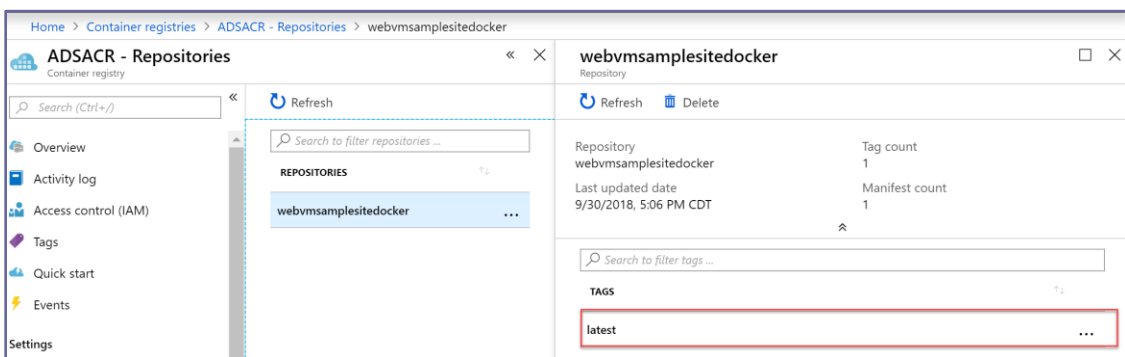 Home > Container registries > ADSACR - Repositories > webvmsamplesitedocker
ADSACR - Repositories
Container registry
Search (Ctrl+/)
Overview
Activity log
Access control (IAM)
Tags
Quick start
Events
Settings
Refresh
Search to filter repositories ...
REPOSITORIES
webvmsamplesitedocker
...
webvmsamplesitedocker
Repository
Refresh Delete
Repository
webvmsamplesitedocker
Tag count
1
Last updated date
9/30/2018, 5:06 PM CDT
Manifest count
1
Search to filter tags ...
TAGS
latest
...